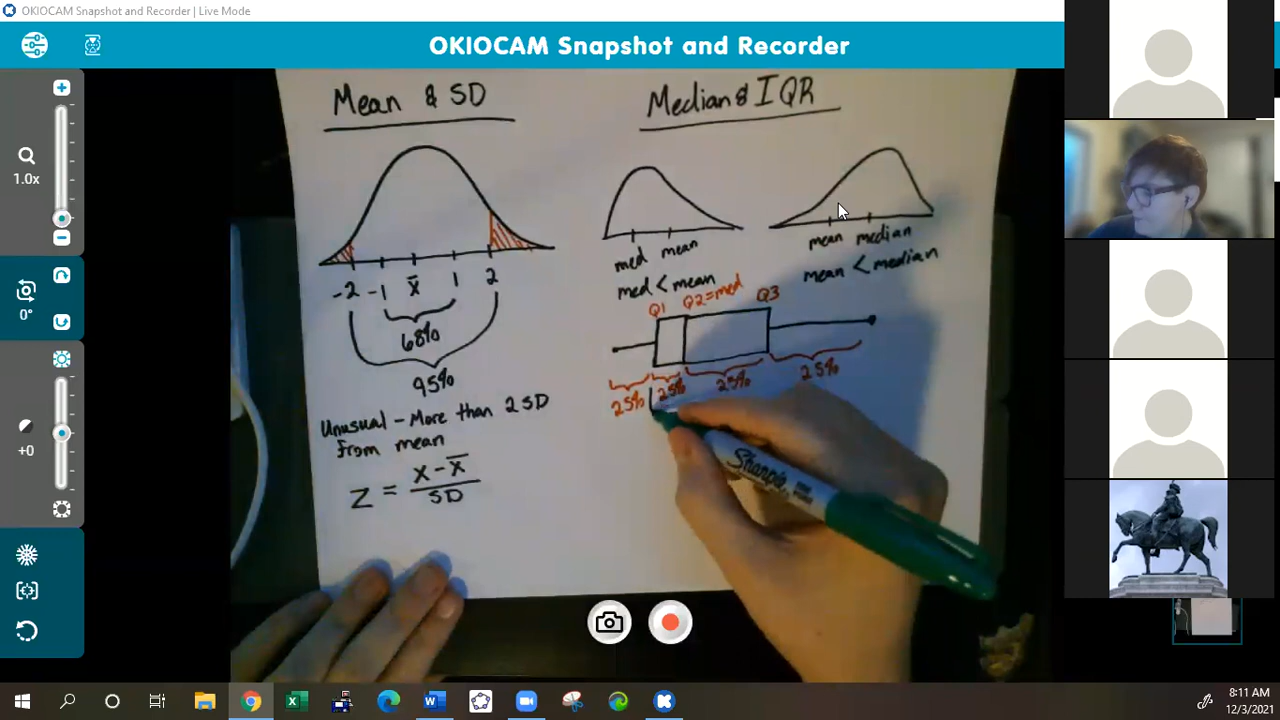 OKIOCAM Snapshot and Recorder | Live Mode
OKIOCAM Snapshot and Recorder
1.0x
0°
+0
Mean & SD
-2 -1 x̄ 1 2
68%
95%
Unusual - More than 2 SD
from mean
Z = x - x̄
SD
Median & IQR
med mean
med < mean
mean median
mean < median
Q1 Q2=med Q3
25% 25% 25% 25%
Sharpie
8:11 AM
12/3/2021